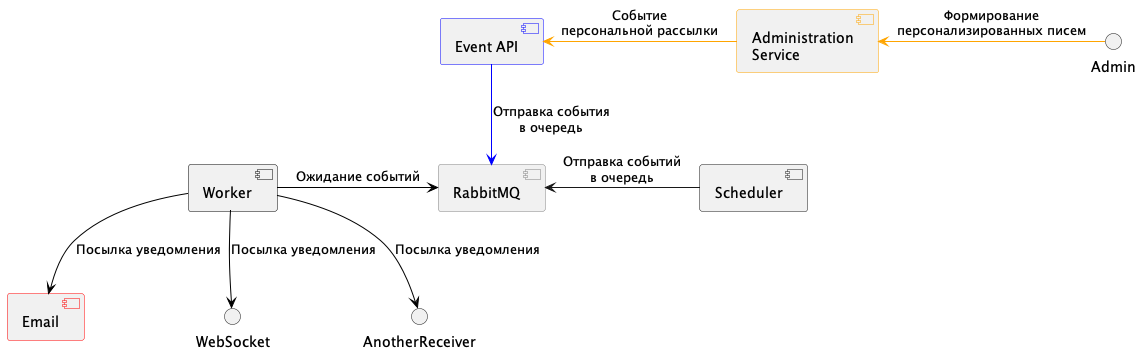 Событие
персональной рассылки
Формирование
персонализированных писем
Event API
Administration
Service
Admin
Отправка события
в очередь
Ожидание событий
Отправка событий
в очередь
Worker
RabbitMQ
Scheduler
Посылка уведомления
Посылка уведомления
Посылка уведомления
Email
WebSocket
AnotherReceiver